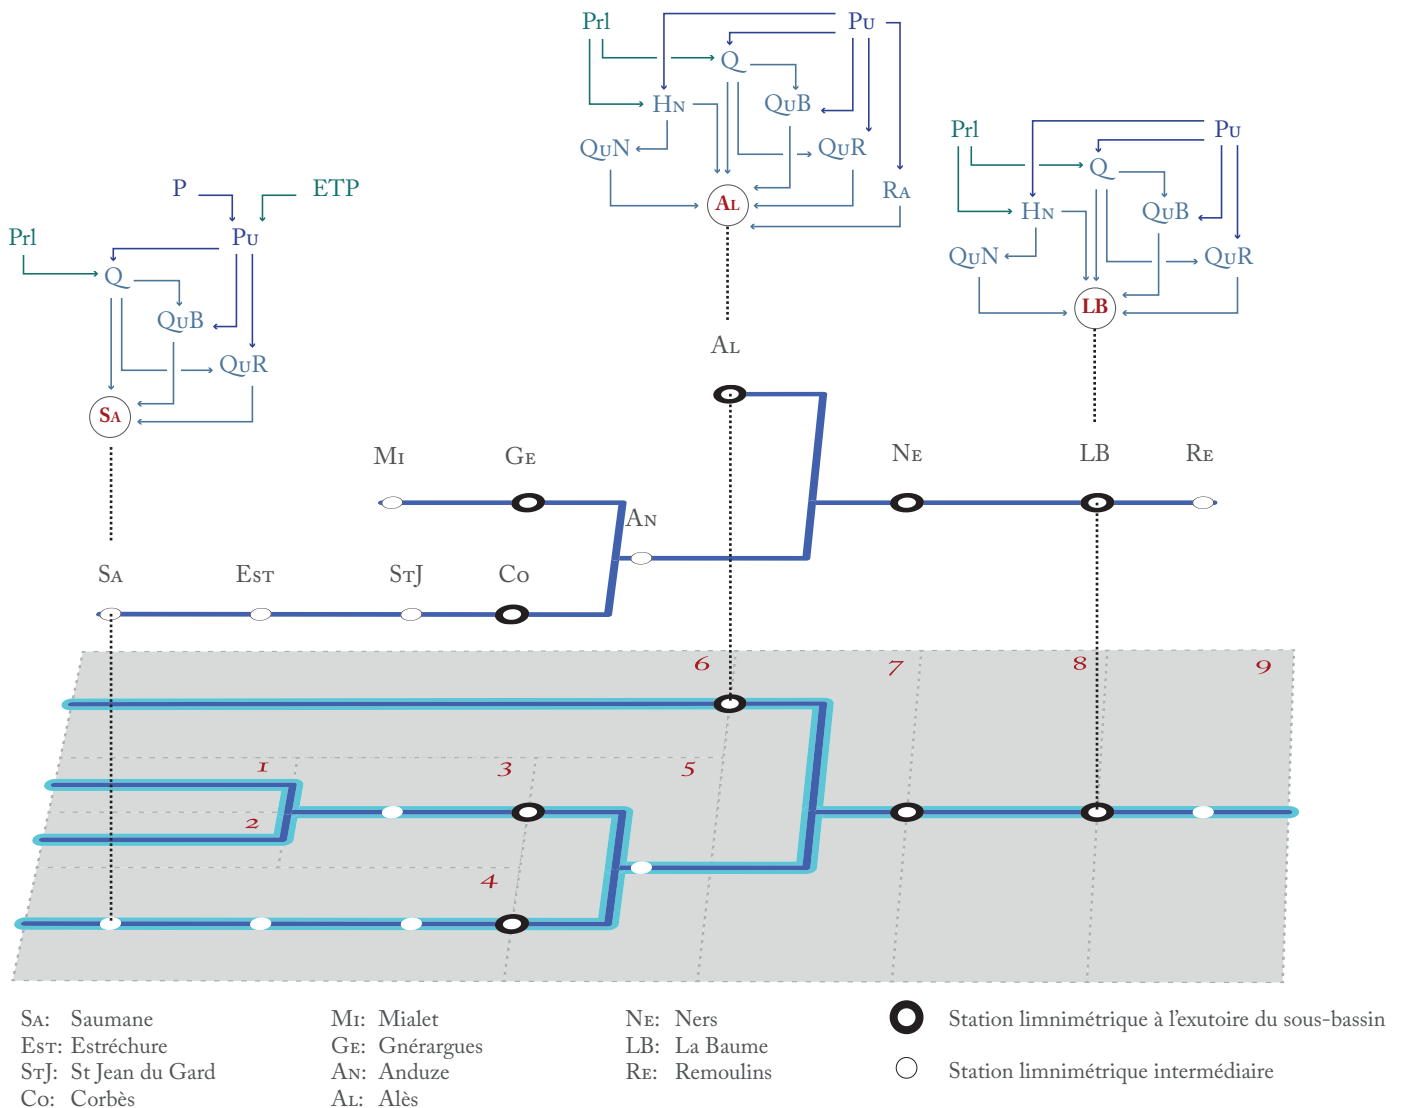 Prl Pu
Q
Hn QuB
QuN QuR
Ra
Al
Prl Pu
Q
Hn QuB
QuN QuR
LB
P ETP
Prl Pu
Q
QuB
QuR
Sa
Al
Mi Ge An Ne LB Re
Sa Est StJ Co
6 7 8 9
1 3 5
2
4
Sa: Saumane
Est: Estréchure
StJ: St Jean du Gard
Co: Corbès
Mi: Mialet
Ge: Gnérargues
An: Anduze
Al: Alès
Ne: Ners
LB: La Baume
Re: Remoulins
Station limnimétrique à l'exutoire du sous-bassin
Station limnimétrique intermédiaire